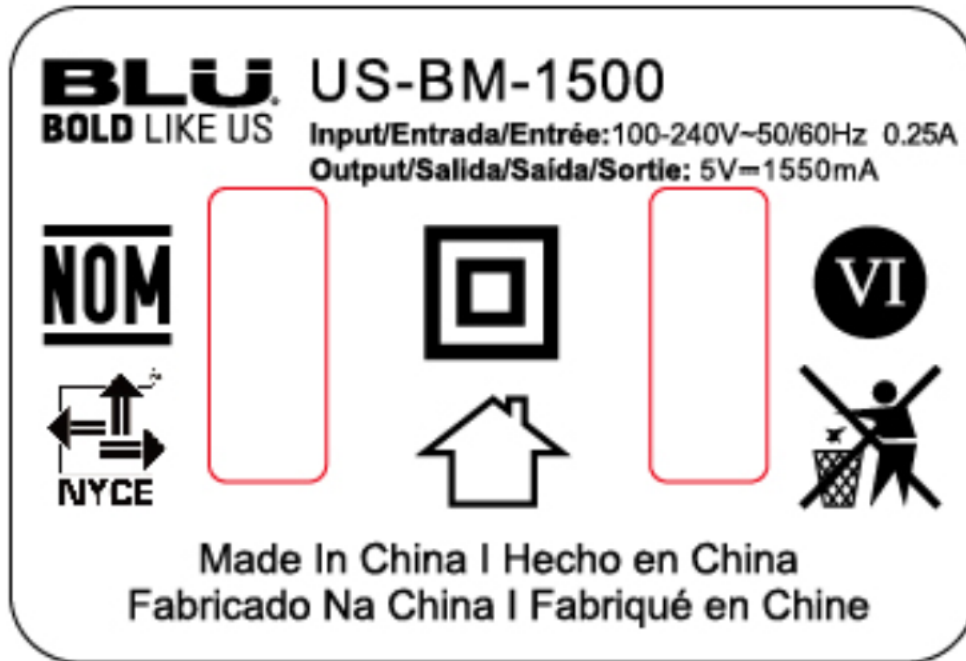 BLU
BOLD LIKE US
US-BM-1500
Input/Entrada/Entrée:100-240V~50/60Hz 0.25A
Output/Salida/Saída/Sortie: 5V⎓1550mA
NOM
VI
NYCE
Made In China I Hecho en China
Fabricado Na China I Fabriqué en Chine